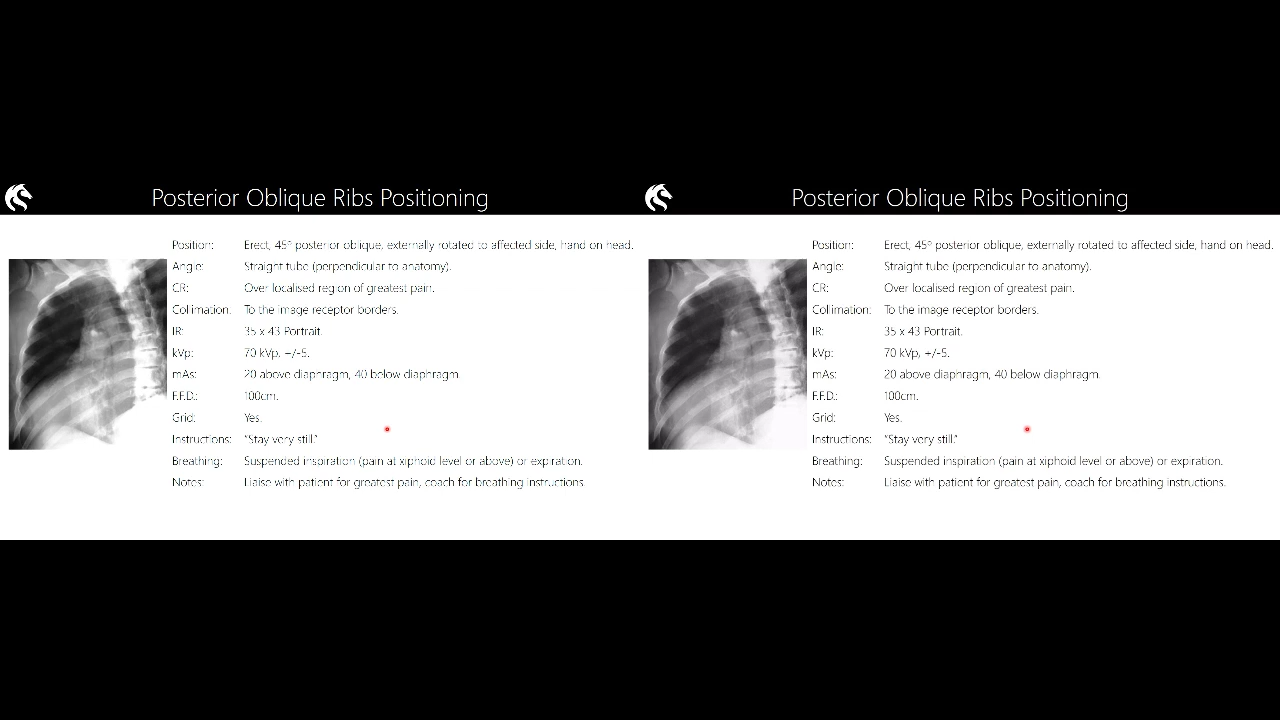 Posterior Oblique Ribs Positioning
Position: Erect, 45º posterior oblique, externally rotated to affected side, hand on head.
Angle: Straight tube (perpendicular to anatomy).
CR: Over localised region of greatest pain.
Collimation: To the image receptor borders.
IR: 35 x 43 Portrait.
kVp: 70 kVp, +/-5.
mAs: 20 above diaphragm, 40 below diaphragm.
F.F.D.: 100cm.
Grid: Yes.
Instructions: “Stay very still.”
Breathing: Suspended inspiration (pain at xiphoid level or above) or expiration.
Notes: Liaise with patient for greatest pain, coach for breathing instructions.
Posterior Oblique Ribs Positioning
Position: Erect, 45º posterior oblique, externally rotated to affected side, hand on head.
Angle: Straight tube (perpendicular to anatomy).
CR: Over localised region of greatest pain.
Collimation: To the image receptor borders.
IR: 35 x 43 Portrait.
kVp: 70 kVp, +/-5.
mAs: 20 above diaphragm, 40 below diaphragm.
F.F.D.: 100cm.
Grid: Yes.
Instructions: “Stay very still.”
Breathing: Suspended inspiration (pain at xiphoid level or above) or expiration.
Notes: Liaise with patient for greatest pain, coach for breathing instructions.